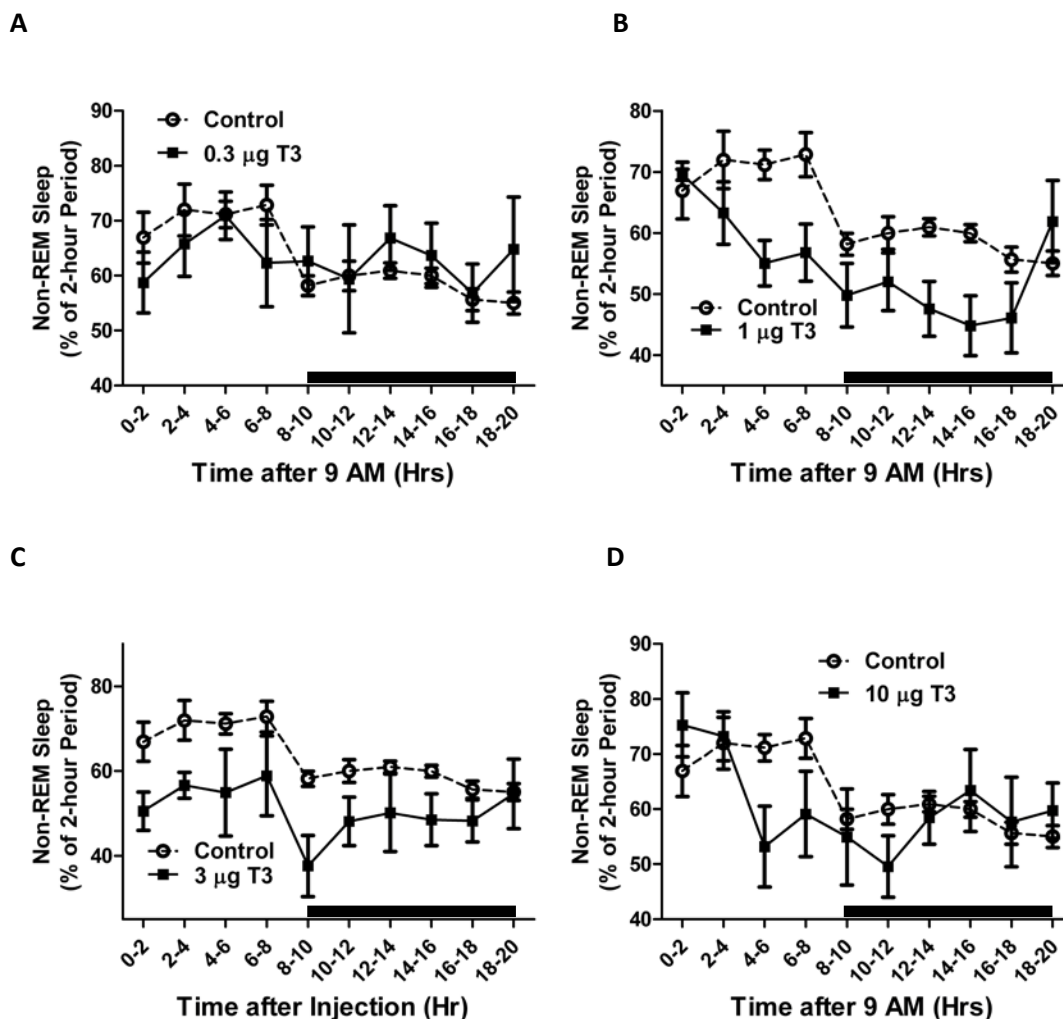 A
Non-REM Sleep
(% of 2-hour Period)
90
80
70
60
50
40
Control
0.3 μg T3
0-2
2-4
4-6
6-8
8-10
10-12
12-14
14-16
16-18
18-20
Time after 9 AM (Hrs)
B
Non-REM Sleep
(% of 2-hour Period)
80
70
60
50
40
Control
1 μg T3
0-2
2-4
4-6
6-8
8-10
10-12
12-14
14-16
16-18
18-20
Time after 9 AM (Hrs)
C
Non-REM Sleep
(% of 2-hour Period)
80
60
40
Control
3 μg T3
0-2
2-4
4-6
6-8
8-10
10-12
12-14
14-16
16-18
18-20
Time after Injection (Hr)
D
Non-REM Sleep
(% of 2-hour Period)
90
80
70
60
50
40
Control
10 μg T3
0-2
2-4
4-6
6-8
8-10
10-12
12-14
14-16
16-18
18-20
Time after 9 AM (Hrs)